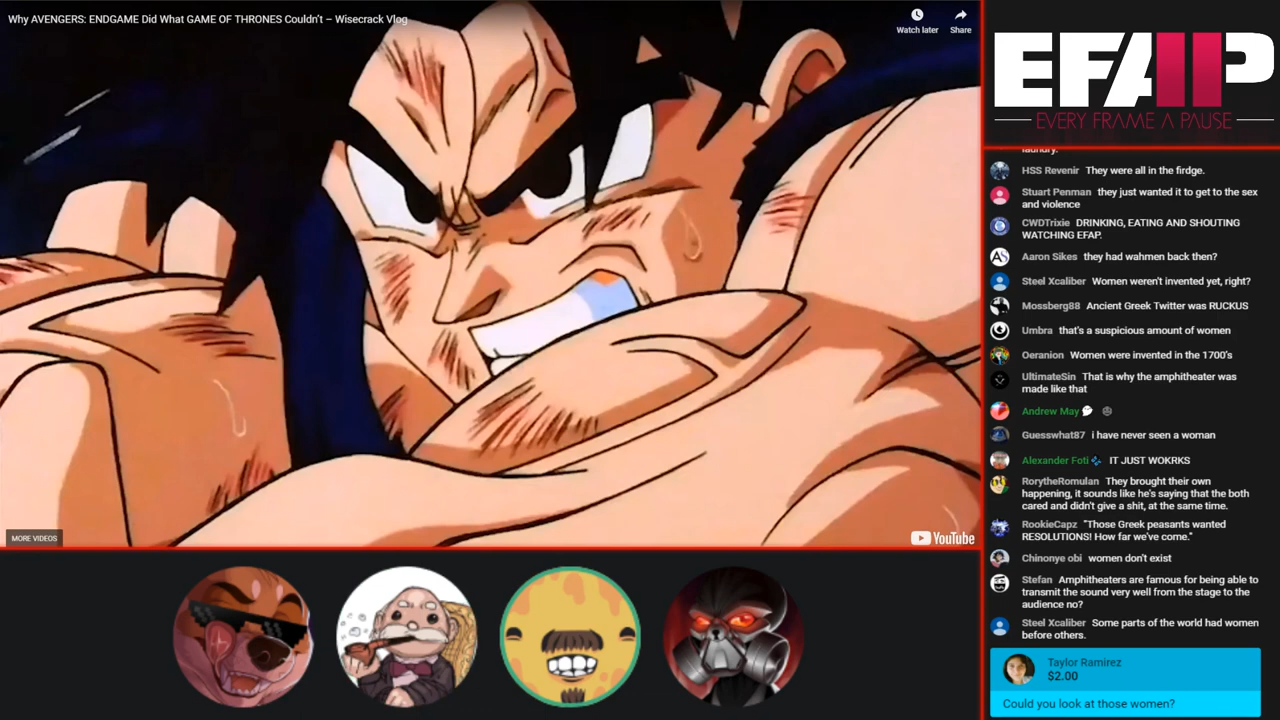 Why AVENGERS: ENDGAME Did What GAME OF THRONES Couldn't – Wisecrack Vlog
Watch later
Share
MORE VIDEOS
YouTube
EFAP
EVERY FRAME A PAUSE
laundry.
HSS Revenir They were all in the firdge.
Stuart Penman they just wanted it to get to the sex
and violence
CWDTrixie DRINKING, EATING AND SHOUTING
WATCHING EFAP.
Aaron Sikes they had wahmen back then?
Steel Xcaliber Women weren't invented yet, right?
Mossberg88 Ancient Greek Twitter was RUCKUS
Umbra that's a suspicious amount of women
Oeranion Women were invented in the 1700's
UltimateSin That is why the amphitheater was
made like that
Andrew May
Guesswhat87 i have never seen a woman
Alexander Foti IT JUST WOKRKS
RorytheRomulan They brought their own
happening, it sounds like he's saying that the both
cared and didn't give a shit, at the same time.
RookieCapz "Those Greek peasants wanted
RESOLUTIONS! How far we've come."
Chinonye obi women don't exist
Stefan Amphitheaters are famous for being able to
transmit the sound very well from the stage to the
audience no?
Steel Xcaliber Some parts of the world had women
before others.
Taylor Ramirez
$2.00
Could you look at those women?